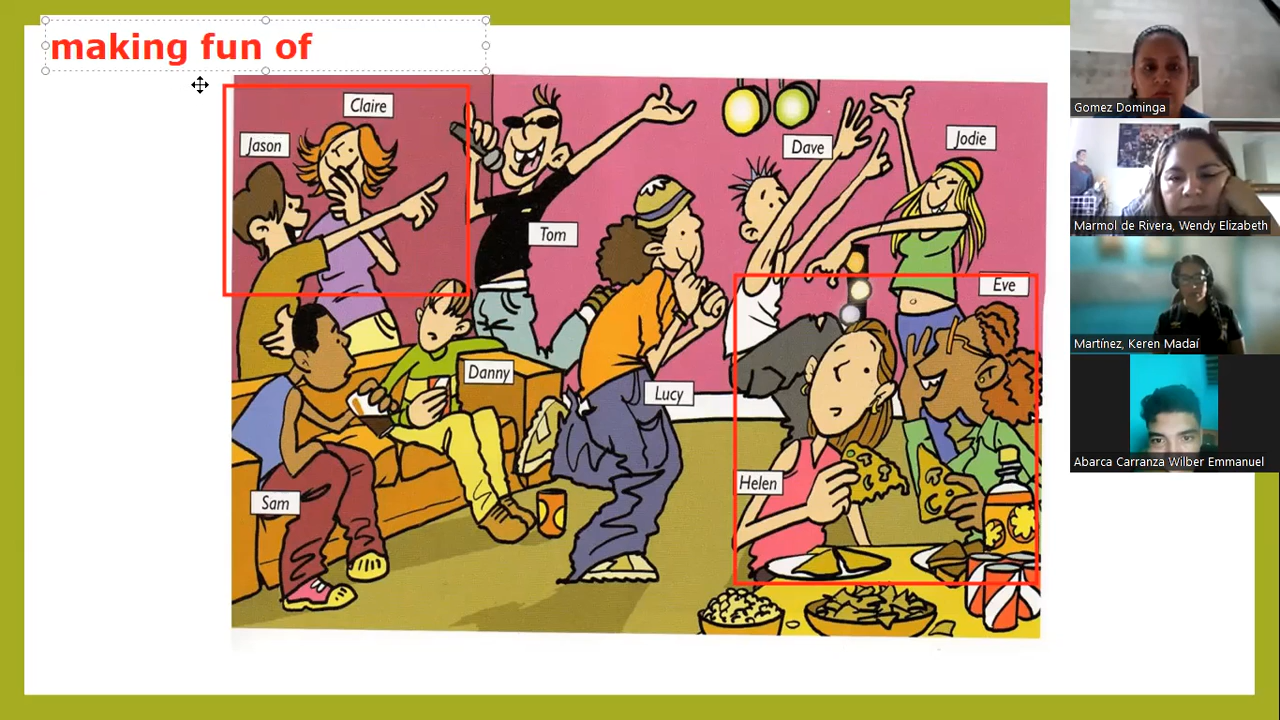 making fun of
Claire
Jason
Tom
Dave
Jodie
Eve
Danny
Lucy
Helen
Sam
Gomez Dominga
Marmol de Rivera, Wendy Elizabeth
Martínez, Keren Madaí
Abarca Carranza Wilber Emmanuel